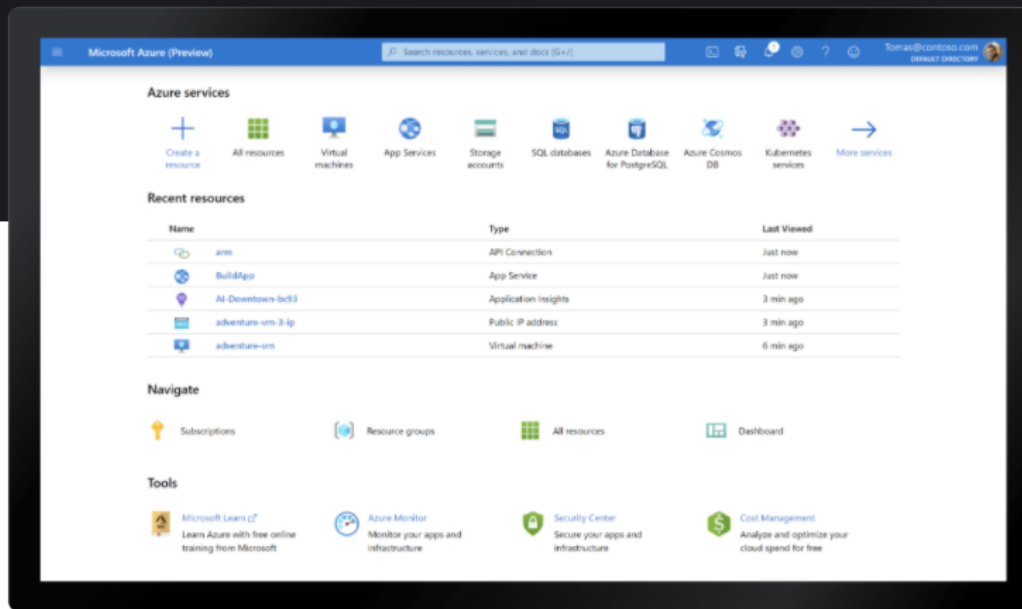 Microsoft Azure (Preview)
Search resources, services, and docs (G+/)
1
Tomas@contoso.com
DEFAULT DIRECTORY
Azure services
Create a
resource
All resources
Virtual
machines
App Services
Storage
accounts
SQL databases
Azure Database
for PostgreSQL
Azure Cosmos
DB
Kubernetes
services
More services
Recent resources
Name Type Last Viewed
arm API Connection Just now
BuildApp App Service Just now
AI-Downtown-bc93 Application insights 3 min ago
adventure-vm-3-ip Public IP address 3 min ago
adventure-vm Virtual machine 6 min ago
Navigate
Subscriptions Resource groups All resources Dashboard
Tools
Microsoft Learn
Learn Azure with free online
training from Microsoft
Azure Monitor
Monitor your apps and
infrastructure
Security Center
Secure your apps and
infrastructure
Cost Management
Analyze and optimize your
cloud spend for free